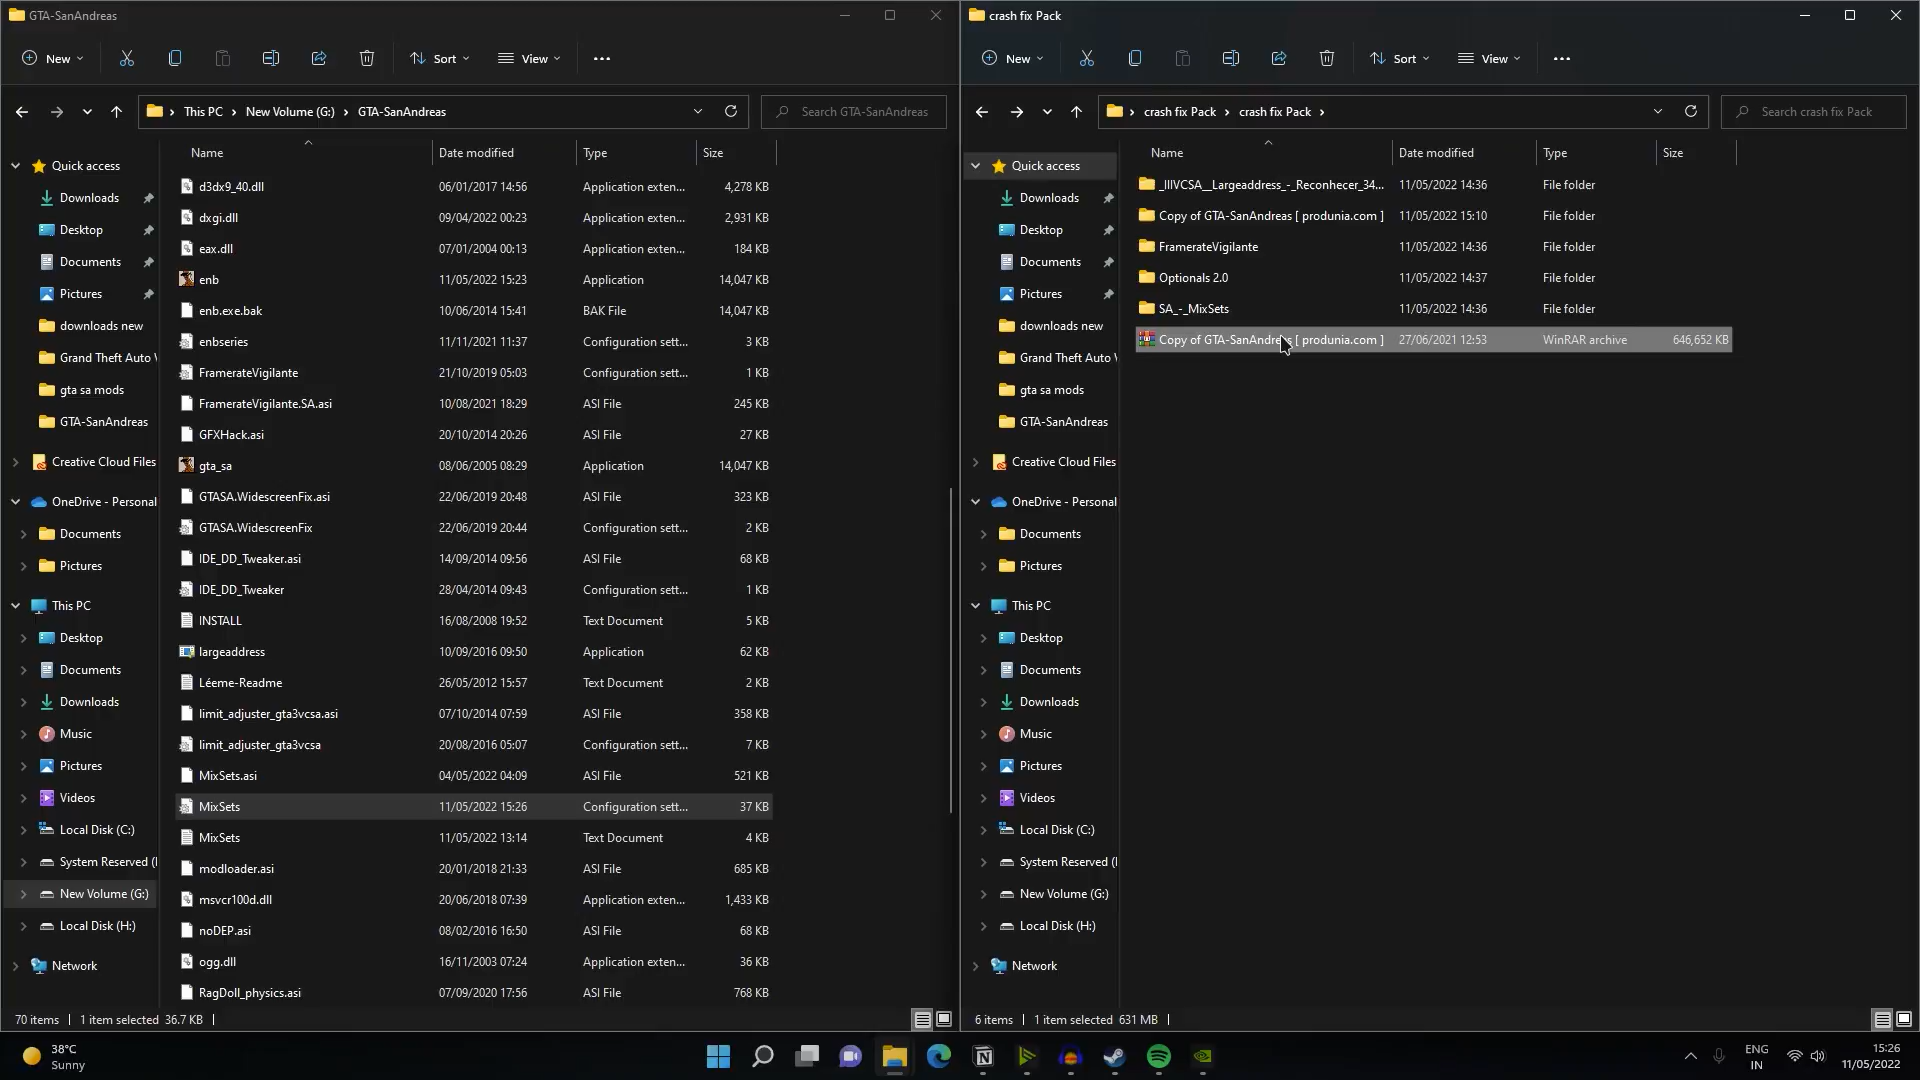 GTA-SanAndreas
New
Sort
View
This PC
New Volume (G:)
GTA-SanAndreas
Search GTA-SanAndreas
Name
Date modified
Type
Size
Quick access
Downloads
Desktop
Documents
Pictures
downloads new
Grand Theft Auto V
gta sa mods
GTA-SanAndreas
Creative Cloud Files
OneDrive - Personal
Documents
Pictures
This PC
Desktop
Documents
Downloads
Music
Pictures
Videos
Local Disk (C:)
System Reserved (
New Volume (G:)
Local Disk (H:)
Network
d3dx9_40.dll 06/01/2017 14:56 Application exten... 4,278 KB
dxgi.dll 09/04/2022 00:23 Application exten... 2,931 KB
eax.dll 07/01/2004 00:13 Application exten... 184 KB
enb 11/05/2022 15:23 Application 14,047 KB
enb.exe.bak 10/06/2014 15:41 BAK File 14,047 KB
enbseries 11/11/2021 11:37 Configuration sett... 3 KB
FramerateVigilante 21/10/2019 05:03 Configuration sett... 1 KB
FramerateVigilante.SA.asi 10/08/2021 18:29 ASI File 245 KB
GFXHack.asi 20/10/2014 20:26 ASI File 27 KB
gta_sa 08/06/2005 08:29 Application 14,047 KB
GTASA.WidescreenFix.asi 22/06/2019 20:48 ASI File 323 KB
GTASA.WidescreenFix 22/06/2019 20:44 Configuration sett... 2 KB
IDE_DD_Tweaker.asi 14/09/2014 09:56 ASI File 68 KB
IDE_DD_Tweaker 28/04/2014 09:43 Configuration sett... 1 KB
INSTALL 16/08/2008 19:52 Text Document 5 KB
largeaddress 10/09/2016 09:50 Application 62 KB
Léeme-Readme 26/05/2012 15:57 Text Document 2 KB
limit_adjuster_gta3vcsa.asi 07/10/2014 07:59 ASI File 358 KB
limit_adjuster_gta3vcsa 20/08/2016 05:07 Configuration sett... 7 KB
MixSets.asi 04/05/2022 04:09 ASI File 521 KB
MixSets 11/05/2022 15:26 Configuration sett... 37 KB
MixSets 11/05/2022 13:14 Text Document 4 KB
modloader.asi 20/01/2018 21:33 ASI File 685 KB
msvcr100d.dll 20/06/2018 07:39 Application exten... 1,433 KB
noDEP.asi 08/02/2016 16:50 ASI File 68 KB
ogg.dll 16/11/2003 07:24 Application exten... 36 KB
RagDoll_physics.asi 07/09/2020 17:56 ASI File 768 KB
70 items 1 item selected 36.7 KB
crash fix Pack
New
Sort
View
crash fix Pack
crash fix Pack
Search crash fix Pack
Name
Date modified
Type
Size
Quick access
Downloads
Desktop
Documents
Pictures
downloads new
Grand Theft Auto V
gta sa mods
GTA-SanAndreas
Creative Cloud Files
OneDrive - Personal
Documents
Pictures
This PC
Desktop
Documents
Downloads
Music
Pictures
Videos
Local Disk (C:)
System Reserved (
New Volume (G:)
Local Disk (H:)
Network
_IIIVCSA__Largeaddress_-_Reconhecer_34... 11/05/2022 14:36 File folder
Copy of GTA-SanAndreas [ produnia.com ] 11/05/2022 15:10 File folder
FramerateVigilante 11/05/2022 14:36 File folder
Optionals 2.0 11/05/2022 14:37 File folder
SA_-_MixSets 11/05/2022 14:36 File folder
Copy of GTA-SanAndreas [ produnia.com ] 27/06/2021 12:53 WinRAR archive 646,652 KB
6 items 1 item selected 631 MB
38°C
Sunny
ENG
IN
15:26
11/05/2022